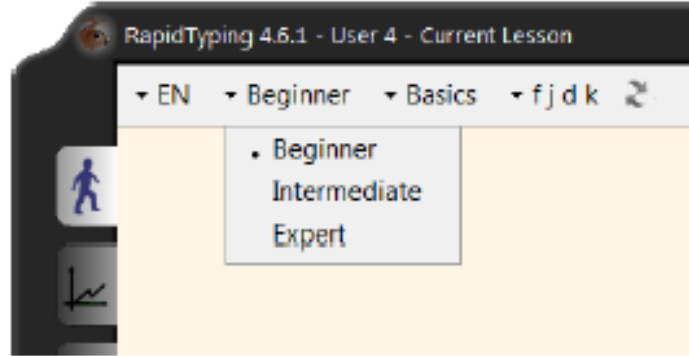 RapidTyping 4.6.1 - User 4 - Current Lesson
EN Beginner Basics f j d k
Beginner
Intermediate
Expert